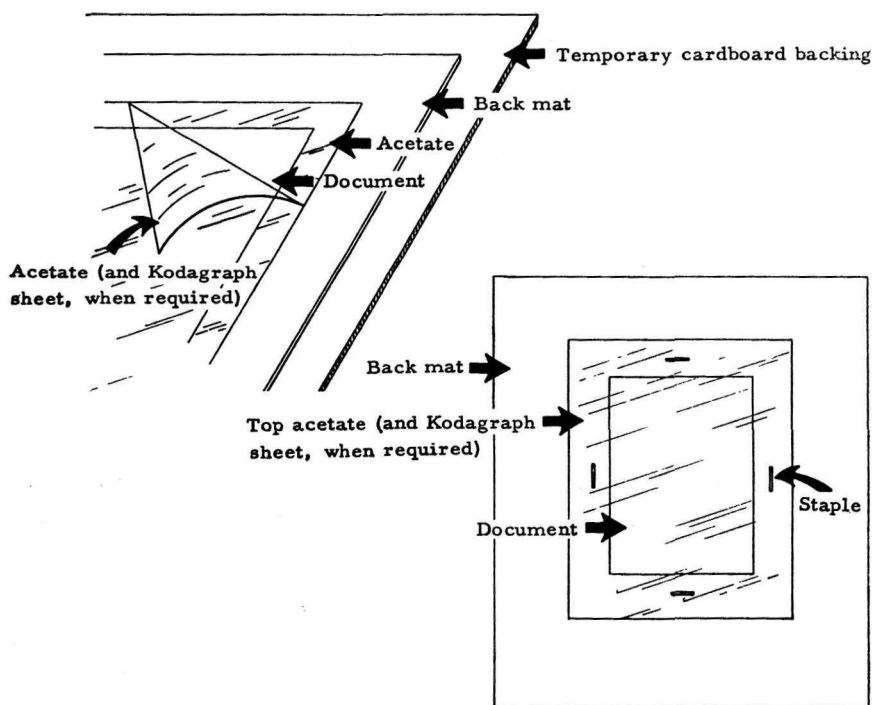 Temporary cardboard backing
Back mat
Acetate
Document
Acetate (and Kodagraph
sheet, when required)
Back mat
Top acetate (and Kodagraph
sheet, when required)
Staple
Document